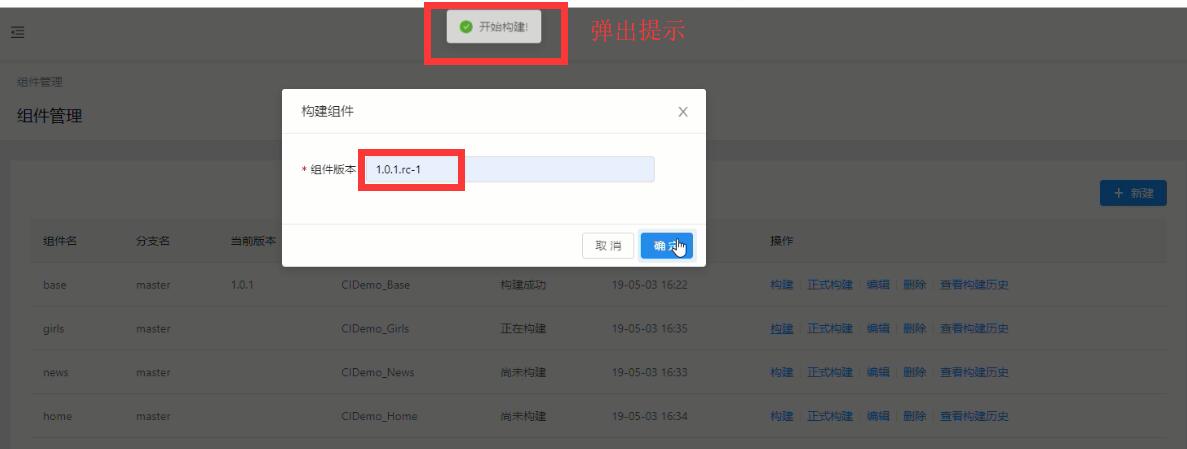 开始构建!
弹出提示
组件管理
组件管理
构建组件
* 组件版本 1.0.1.rc-1
取 消 确 定
+ 新建
组件名 分支名 当前版本 操作
base master 1.0.1 CIDemo_Base 构建成功 19-05-03 16:22 构建 正式构建 编辑 删除 查看构建历史
girls master CIDemo_Girls 正在构建 19-05-03 16:35 构建 正式构建 编辑 删除 查看构建历史
news master CIDemo_News 尚未构建 19-05-03 16:33 构建 正式构建 编辑 删除 查看构建历史
home master CIDemo_Home 尚未构建 19-05-03 16:34 构建 正式构建 编辑 删除 查看构建历史